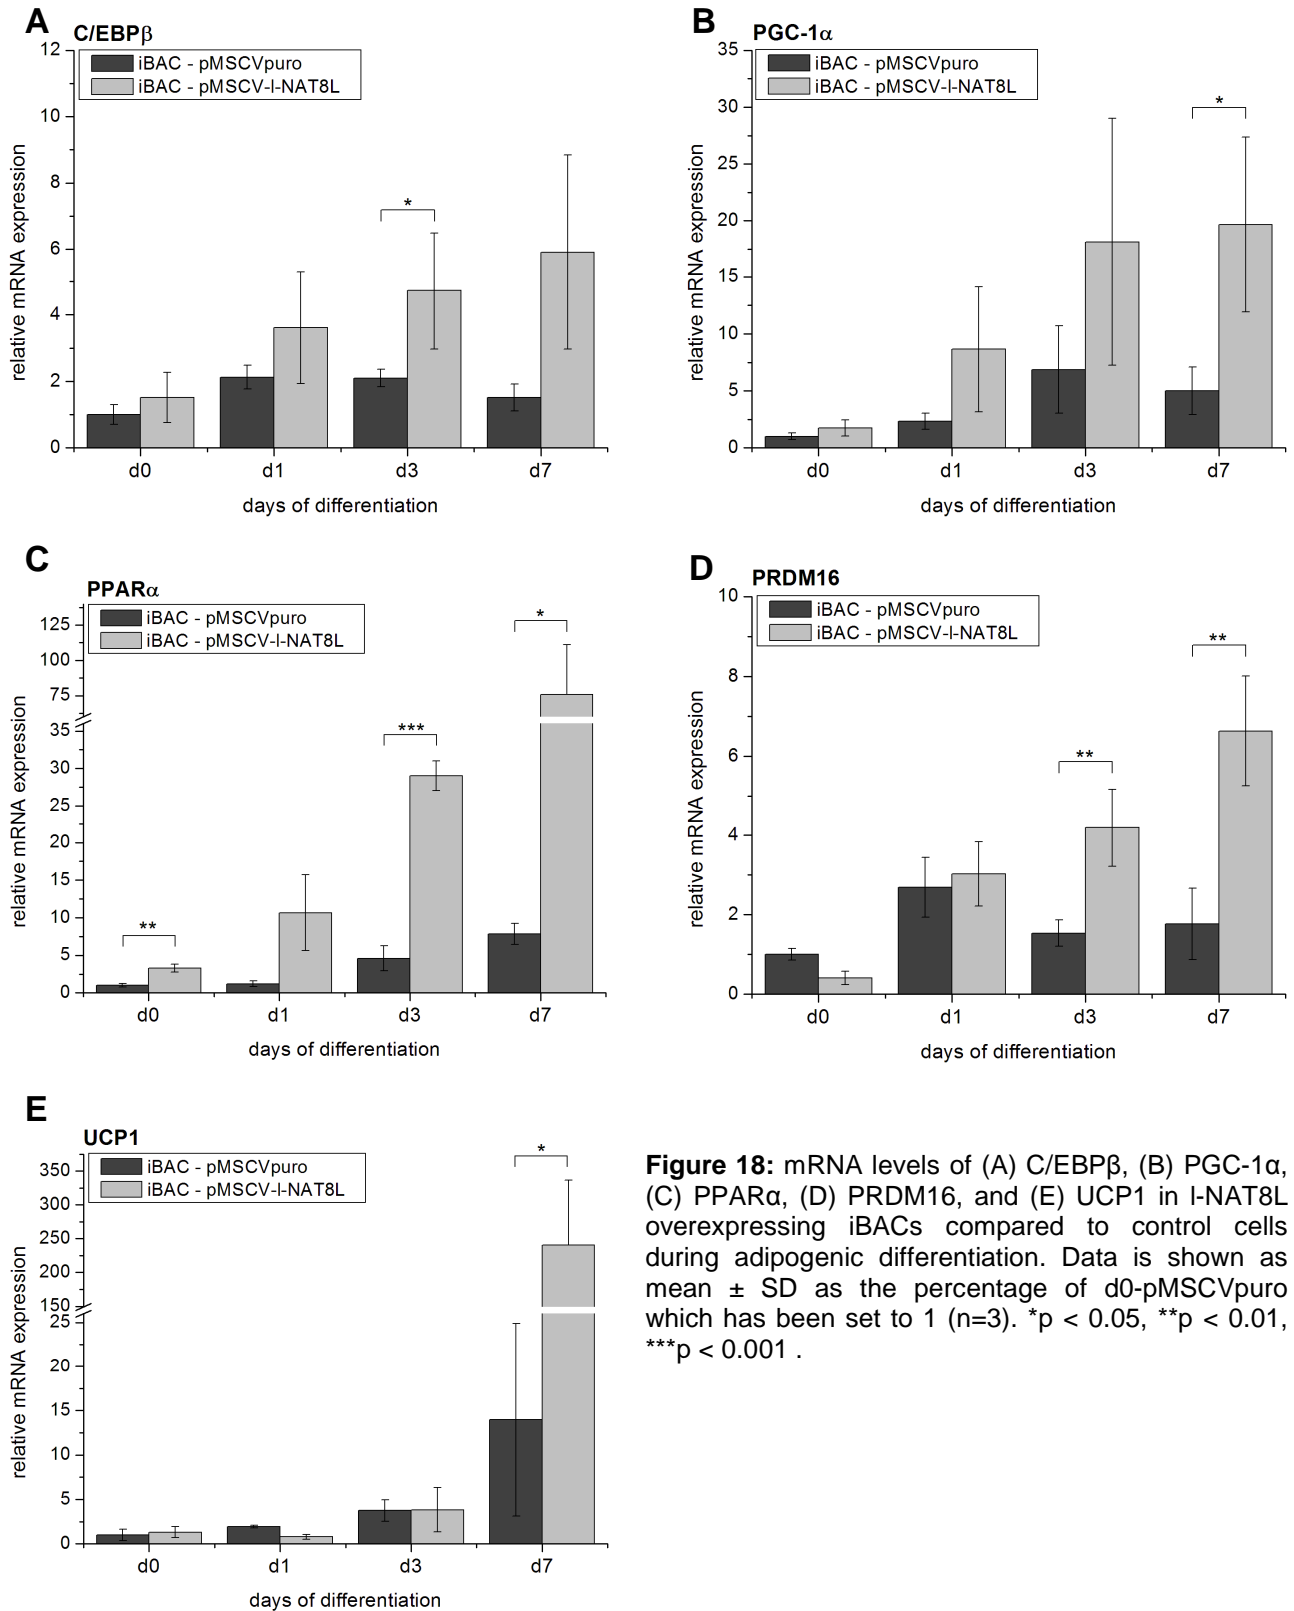 A
C/EBPβ
iBAC - pMSCVpuro
iBAC - pMSCV-l-NAT8L
12
10
8
6
4
2
0
relative mRNA expression
*
d0 d1 d3 d7
days of differentiation
B
PGC-1α
iBAC - pMSCVpuro
iBAC - pMSCV-l-NAT8L
35
30
25
20
15
10
5
0
relative mRNA expression
*
d0 d1 d3 d7
days of differentiation
C
PPARα
iBAC - pMSCVpuro
iBAC - pMSCV-l-NAT8L
125
100
75
35
30
25
20
15
10
5
0
relative mRNA expression
**
***
*
d0 d1 d3 d7
days of differentiation
D
PRDM16
iBAC - pMSCVpuro
iBAC - pMSCV-l-NAT8L
10
8
6
4
2
0
relative mRNA expression
**
**
d0 d1 d3 d7
days of differentiation
E
UCP1
iBAC - pMSCVpuro
iBAC - pMSCV-l-NAT8L
350
300
250
200
150
25
20
15
10
5
0
relative mRNA expression
*
d0 d1 d3 d7
days of differentiation
Figure 18: mRNA levels of (A) C/EBPβ, (B) PGC-1α,
(C) PPARα, (D) PRDM16, and (E) UCP1 in l-NAT8L
overexpressing iBACs compared to control cells
during adipogenic differentiation. Data is shown as
mean ± SD as the percentage of d0-pMSCVpuro
which has been set to 1 (n=3). *p < 0.05, **p < 0.01,
***p < 0.001 .